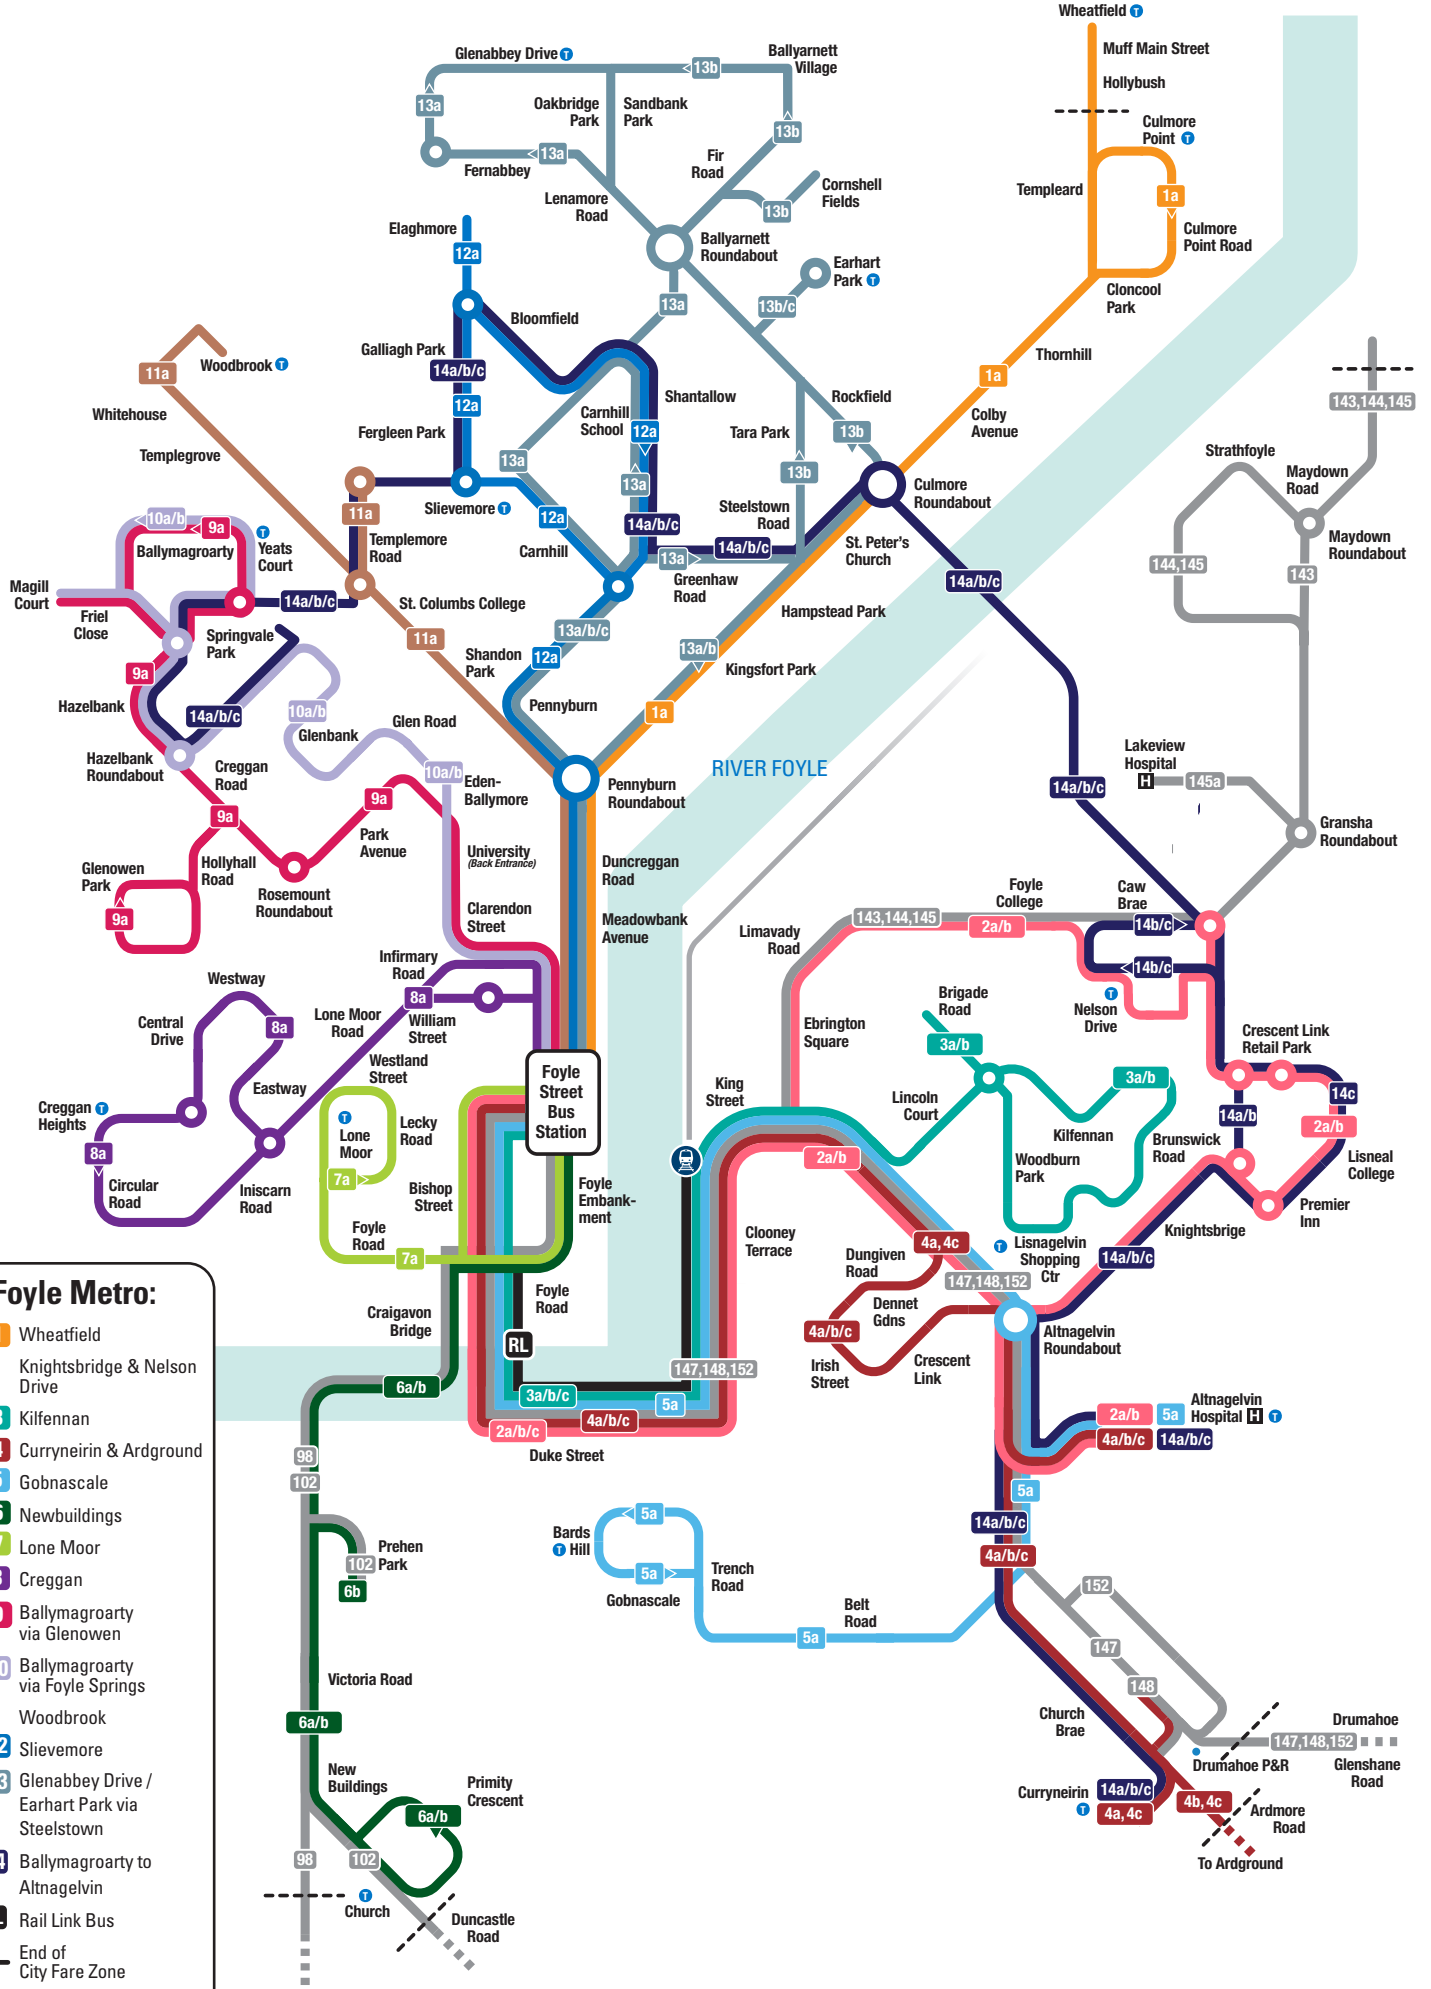 Wheatfield T
Muff Main Street
Hollybush
Culmore
Point T
Templeard
1a
Culmore
Point Road
Cloncool
Park
Thornhill
1a
Colby
Avenue
Glenabbey Drive T
13b
Ballyarnett
Village
13a
Oakbridge
Park
Sandbank
Park
13b
13a
Fernabbey
Fir
Road
Lenamore
Road
13b
Cornshell
Fields
Ballyarnett
Roundabout
Earhart
Park T
13a
13b/c
Elaghmore
12a
Bloomfield
Galliagh Park
14a/b/c
12a
Fergleen Park
Slievemore T
Shantallow
Carnhill
School
12a
13a
13a
14a/b/c
12a
Carnhill
Rockfield
Tara Park
13b
13b
Steelstown
Road
14a/b/c
13a
Greenhaw
Road
Culmore
Roundabout
St. Peter's
Church
14a/b/c
Hampstead Park
13a/b
Kingsfort Park
1a
13a/b/c
12a
Shandon
Park
Pennyburn
Pennyburn
Roundabout
Woodbrook T
11a
Whitehouse
Templegrove
11a
Templemore
Road
St. Columbs College
11a
10a/b
9a
Ballymagroarty
T
Yeats
Court
14a/b/c
Magill
Court
Friel
Close
Springvale
Park
9a
Hazelbank
14a/b/c
10a/b
Glenbank
Glen Road
10a/b
Eden-
Ballymore
Hazelbank
Roundabout
Creggan
Road
9a
9a
Park
Avenue
University
(Back Entrance)
Glenowen
Park
Hollyhall
Road
9a
Rosemount
Roundabout
Clarendon
Street
Duncreggan
Road
Meadowbank
Avenue
RIVER FOYLE
143,144,145
Strathfoyle
Maydown
Road
Maydown
Roundabout
144,145
143
Lakeview
Hospital
H
145a
Gransha
Roundabout
14a/b/c
Foyle
College
Caw
Brae
143,144,145
2a/b
14b/c
14b/c
Limavady
Road
T
Nelson
Drive
Ebrington
Square
Brigade
Road
3a/b
3a/b
Lincoln
Court
Kilfennan
Woodburn
Park
Brunswick
Road
Crescent Link
Retail Park
14c
14a/b
2a/b
Lisneal
College
Premier
Inn
Knightsbrige
14a/b/c
T Lisnagelvin
Shopping
Ctr
King
Street
2a/b
Clooney
Terrace
4a, 4c
Dungiven
Road
147,148,152
Dennet
Gdns
4a/b/c
Irish
Street
Crescent
Link
Altnagelvin
Roundabout
2a/b
5a
Altnagelvin
Hospital H T
4a/b/c
14a/b/c
5a
14a/b/c
4a/b/c
Infirmary
Road
Westway
8a
Central
Drive
8a
Lone Moor
Road
William
Street
Eastway
Creggan T
Heights
8a
Circular
Road
Iniscarn
Road
Westland
Street
T
Lone
Moor
Lecky
Road
7a
Foyle
Road
7a
Bishop
Street
Foyle
Street
Bus
Station
Foyle
Embank-
ment
Foyle
Road
Craigavon
Bridge
RL
6a/b
3a/b/c
147,148,152
5a
2a/b/c
4a/b/c
Duke Street
98
102
Prehen
Park
102
6b
Victoria Road
6a/b
New
Buildings
Primity
Crescent
6a/b
98
102
T
Church
Duncastle
Road
Bards
T Hill
5a
5a
Gobnascale
Trench
Road
Belt
Road
5a
152
147
148
Church
Brae
147,148,152
Drumahoe
Drumahoe P&R
Glenshane
Road
Curryneirin
T
14a/b/c
4a, 4c
4b, 4c
Ardmore
Road
To Ardground
Foyle Metro:
Wheatfield
Knightsbridge & Nelson
Drive
Kilfennan
Curryneirin & Ardground
Gobnascale
Newbuildings
Lone Moor
Creggan
Ballymagroarty
via Glenowen
Ballymagroarty
via Foyle Springs
Woodbrook
Slievemore
Glenabbey Drive /
Earhart Park via
Steelstown
Ballymagroarty to
Altnagelvin
Rail Link Bus
End of
City Fare Zone